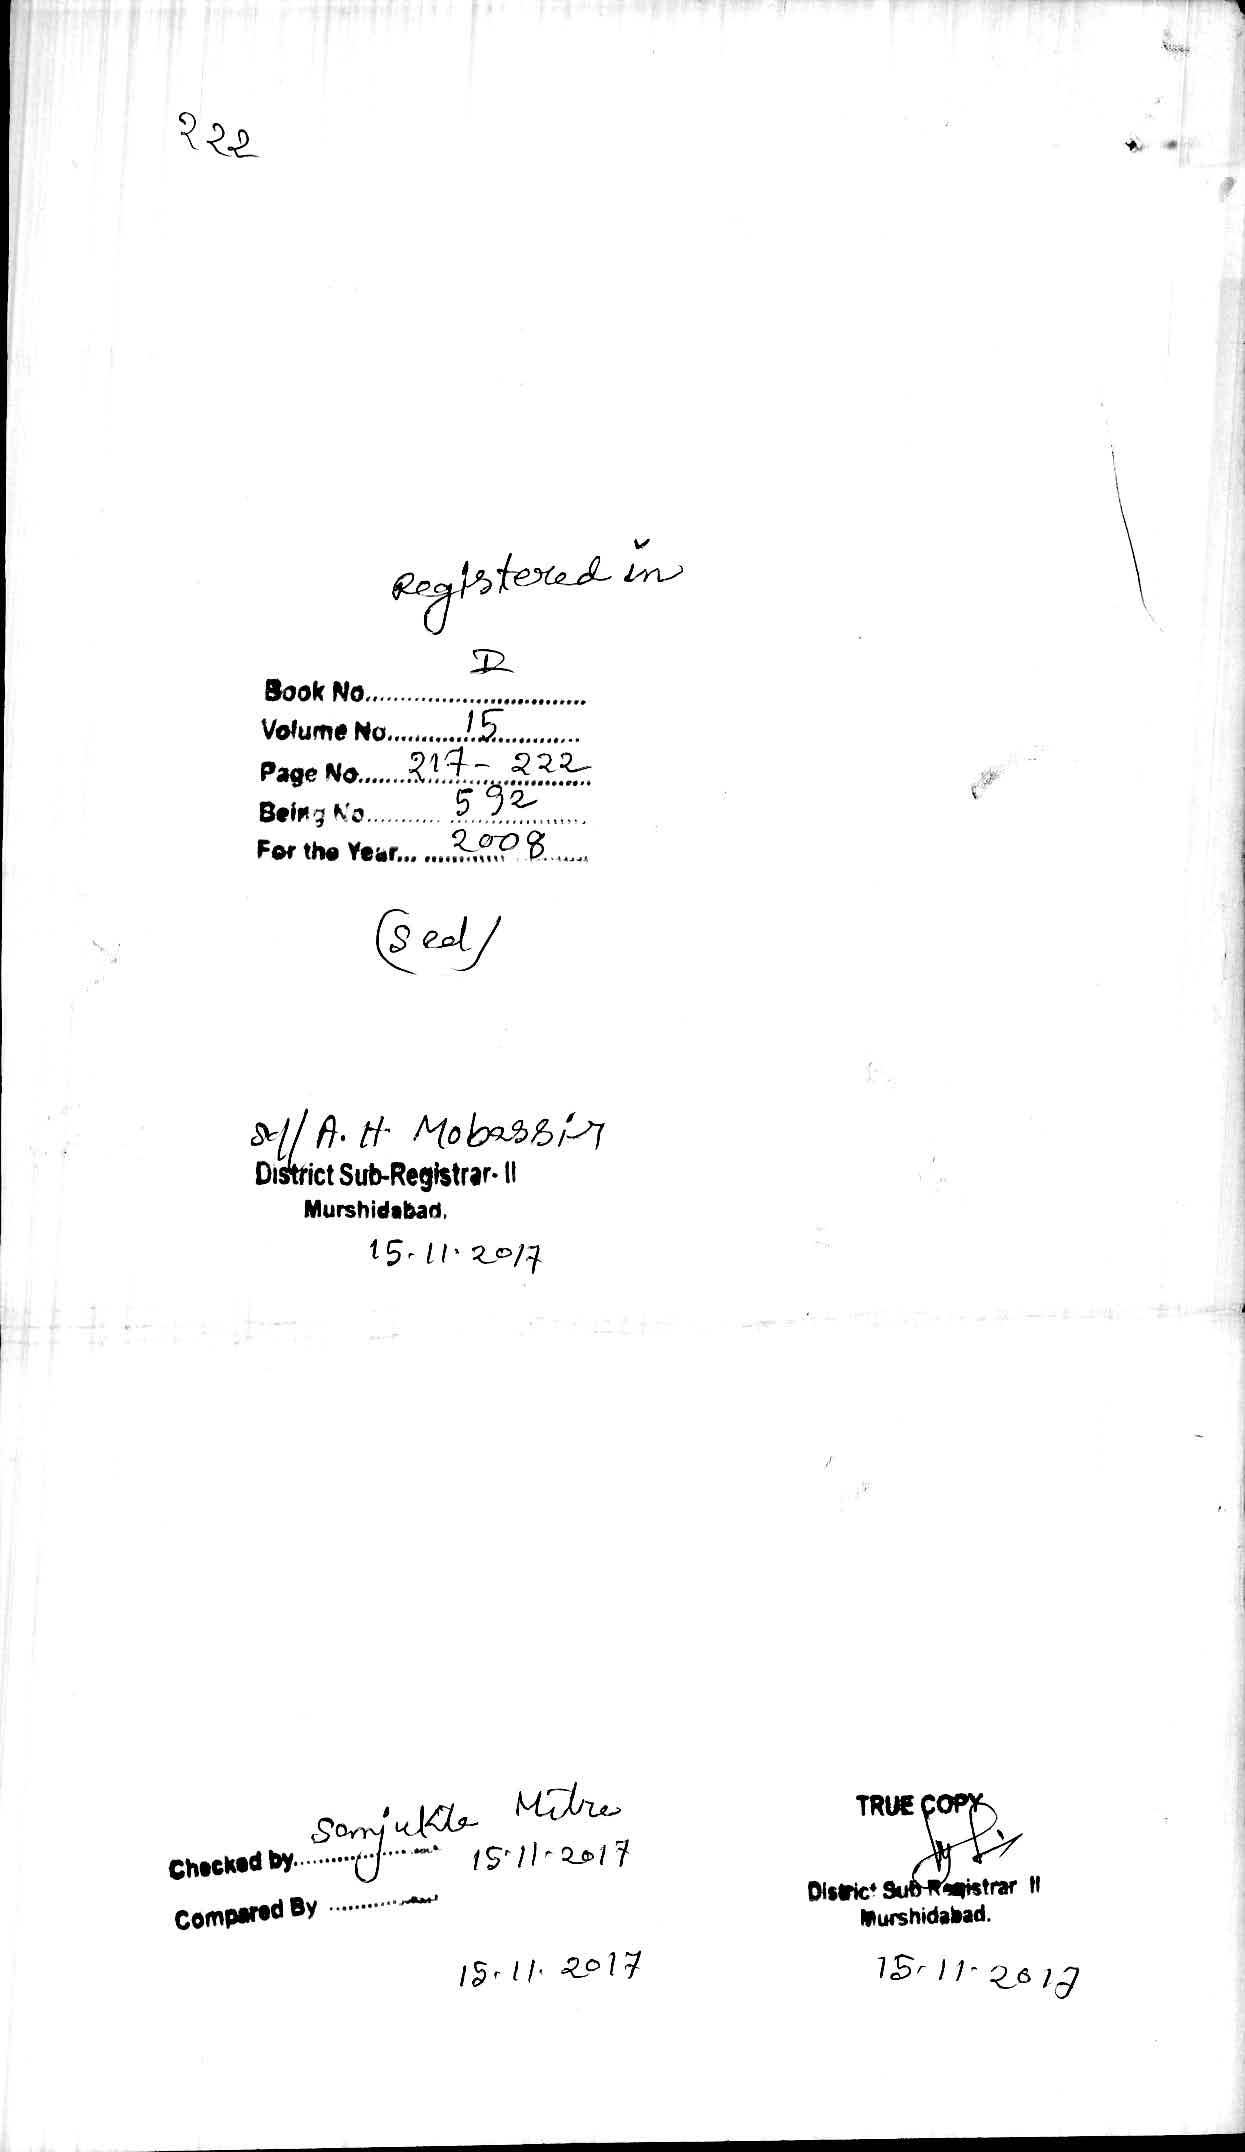 ২২২
Registered in
Book No. I
Volume No. 15
Page No. 217 - 222
Being No. 592
For the Year... 2008
(Seal)
Sd// A. H. Mobassir
District Sub-Registrar- II
Murshidabad.
15.11.2017
Checked by. Sanjukta Mitra
15.11.2017
Compared By
15.11.2017
TRUE COPY
District Sub Registrar II
Murshidabad.
15.11.2017